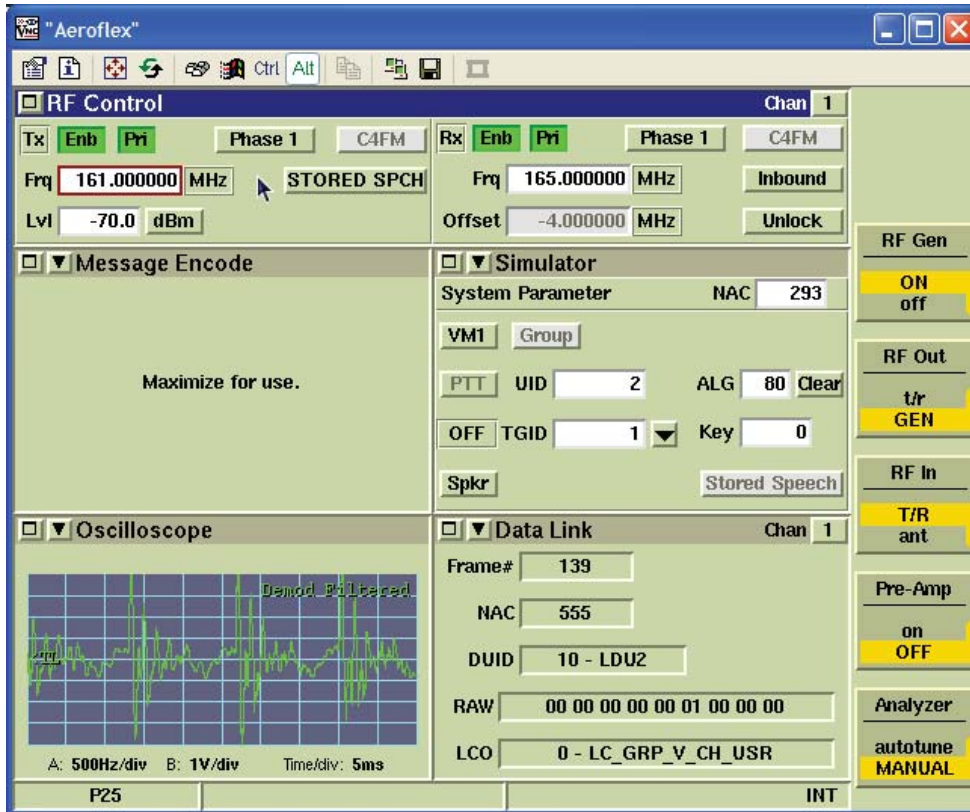 "Aeroflex"
Ctrl Alt
RF Control Chan 1
Tx Enb Pri Phase 1 C4FM
Frq 161.000000 MHz STORED SPCH
Lvl -70.0 dBm
Rx Enb Pri Phase 1 C4FM
Frq 165.000000 MHz Inbound
Offset -4.000000 MHz Unlock
Message Encode
Maximize for use.
Simulator
System Parameter NAC 293
VM1 Group
PTT UID 2 ALG 80 Clear
OFF TGID 1 Key 0
Spkr Stored Speech
Oscilloscope
Demod Filtered
A: 500Hz/div B: 1V/div Time/div: 5ms
Data Link Chan 1
Frame# 139
NAC 555
DUID 10 - LDU2
RAW 00 00 00 00 00 01 00 00 00
LCO 0 - LC_GRP_V_CH_USR
RF Gen
ON
off
RF Out
t/r
GEN
RF In
T/R
ant
Pre-Amp
on
OFF
Analyzer
autotune
MANUAL
P25 INT